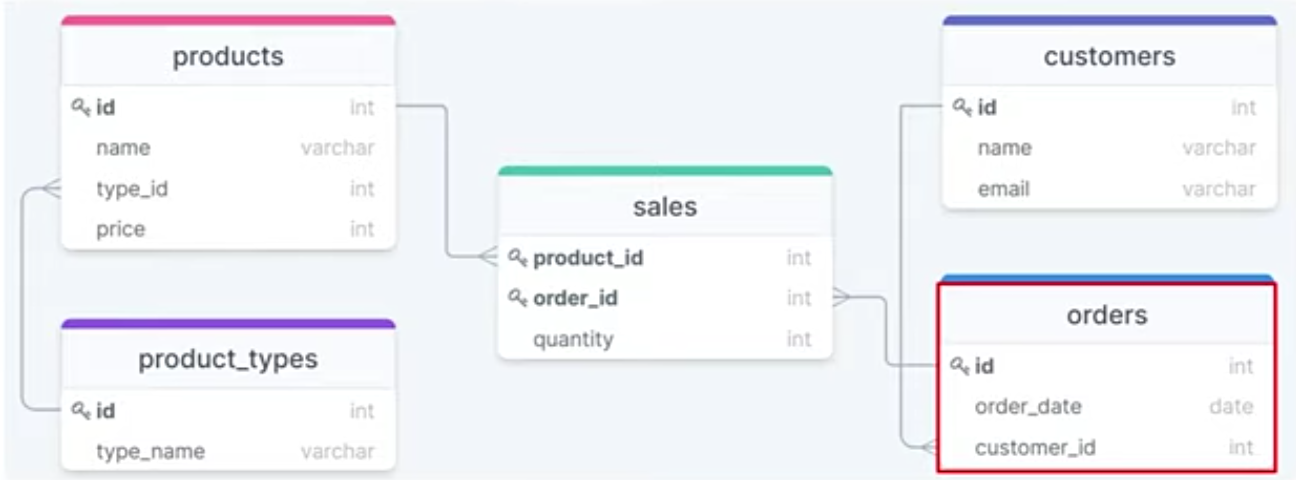 products
id int
name varchar
type_id int
price int
product_types
id int
type_name varchar
sales
product_id int
order_id int
quantity int
customers
id int
name varchar
email varchar
orders
id int
order_date date
customer_id int